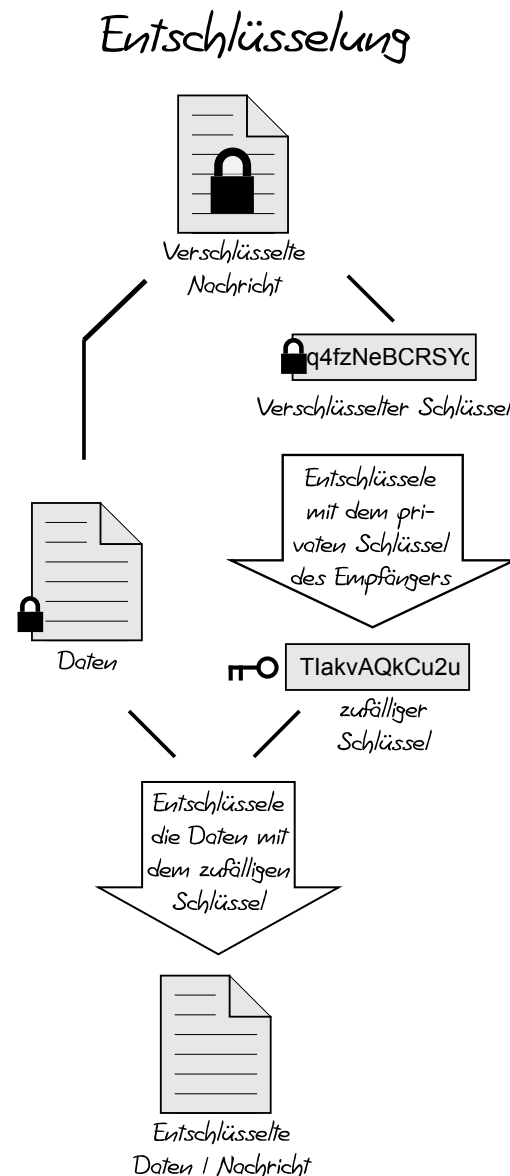 Entschlüsselung
Verschlüsselte
Nachricht
q4fzNeBCRSYc
Verschlüsselter Schlüssel
Entschlüssele
mit dem pri-
vaten Schlüssel
des Empfängers
Daten
TIakvAQkCu2u
zufälliger
Schlüssel
Entschlüssele
die Daten mit
dem zufälligen
Schlüssel
Entschlüsselte
Daten / Nachricht